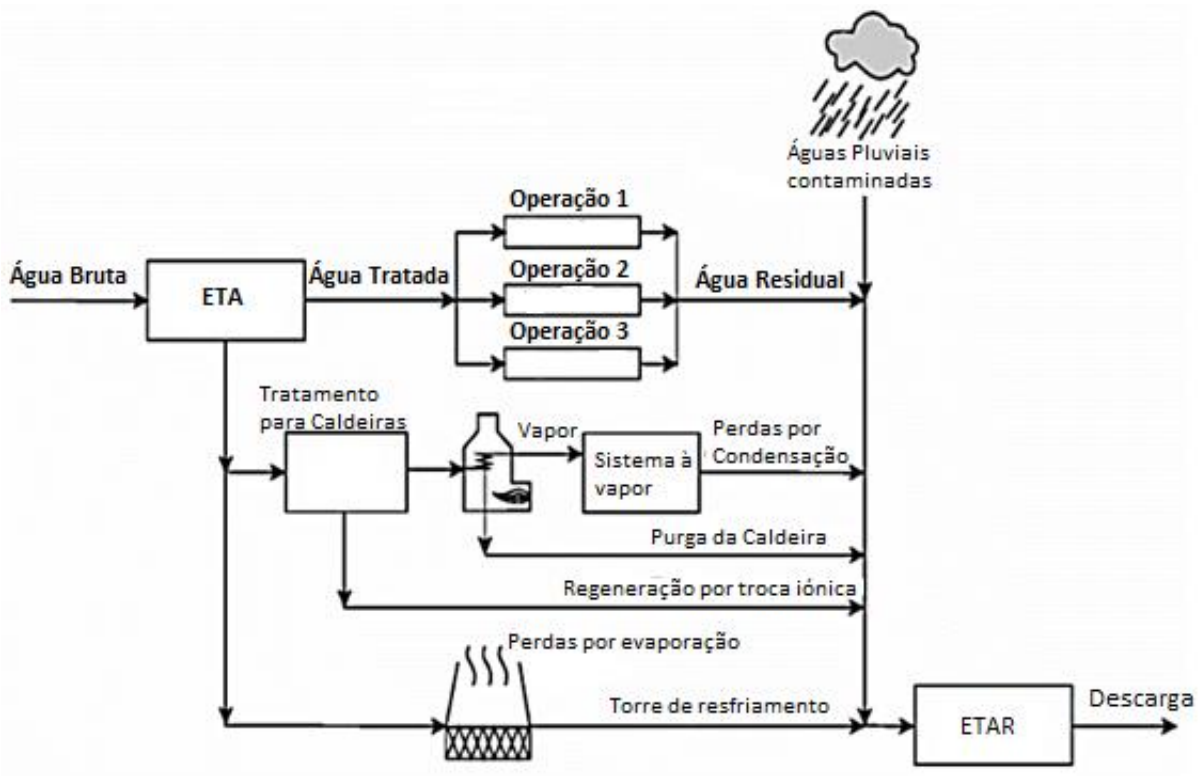 Águas Pluviais
contaminadas
Operação 1
Água Bruta
ETA
Água Tratada
Operação 2
Água Residual
Operação 3
Tratamento
para Caldeiras
Vapor
Sistema à
vapor
Perdas por
Condensação
Purga da Caldeira
Regeneração por troca iónica
Perdas por evaporação
Torre de resfriamento
ETAR
Descarga